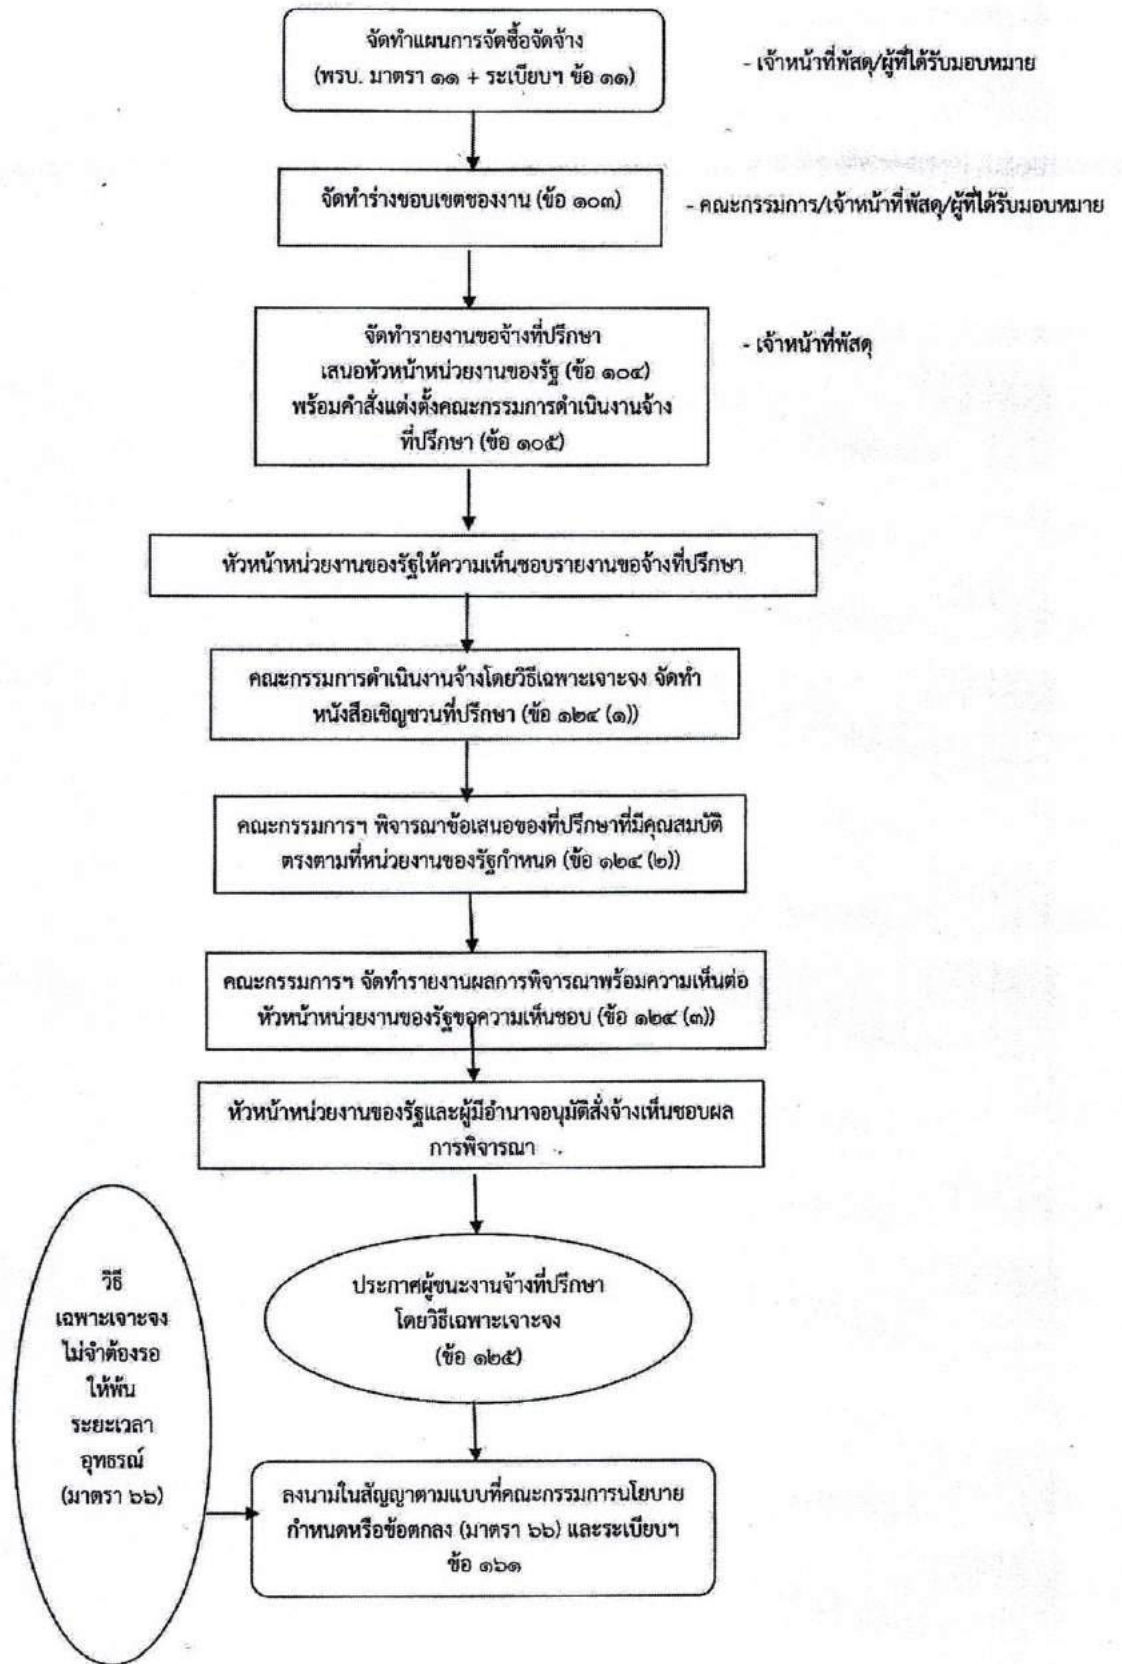 จัดทำแผนการจัดซื้อจัดจ้าง
(พรบ. มาตรา ๑๑ + ระเบียบฯ ข้อ ๑๑)
- เจ้าหน้าที่พัสดุ/ผู้ที่ได้รับมอบหมาย
จัดทำร่างขอบเขตของงาน (ข้อ ๑๐๓)
- คณะกรรมการ/เจ้าหน้าที่พัสดุ/ผู้ที่ได้รับมอบหมาย
จัดทำรายงานขอจ้างที่ปรึกษา
เสนอหัวหน้าหน่วยงานของรัฐ (ข้อ ๑๐๔)
พร้อมคำสั่งแต่งตั้งคณะกรรมการดำเนินงานจ้าง
ที่ปรึกษา (ข้อ ๑๐๕)
- เจ้าหน้าที่พัสดุ
หัวหน้าหน่วยงานของรัฐให้ความเห็นชอบรายงานขอจ้างที่ปรึกษา
คณะกรรมการดำเนินงานจ้างโดยวิธีเฉพาะเจาะจง จัดทำ
หนังสือเชิญชวนที่ปรึกษา (ข้อ ๑๒๔ (๑))
คณะกรรมการฯ พิจารณาข้อเสนอของที่ปรึกษาที่มีคุณสมบัติ
ตรงตามที่หน่วยงานของรัฐกำหนด (ข้อ ๑๒๔ (๒))
คณะกรรมการฯ จัดทำรายงานผลการพิจารณาพร้อมความเห็นต่อ
หัวหน้าหน่วยงานของรัฐขอความเห็นชอบ (ข้อ ๑๒๔ (๓))
หัวหน้าหน่วยงานของรัฐและผู้มีอำนาจอนุมัติสั่งจ้างเห็นชอบผล
การพิจารณา
ประกาศผู้ชนะงานจ้างที่ปรึกษา
โดยวิธีเฉพาะเจาะจง
(ข้อ ๑๒๕)
วิธี
เฉพาะเจาะจง
ไม่จำต้องรอ
ให้พ้น
ระยะเวลา
อุทธรณ์
(มาตรา ๖๖)
ลงนามในสัญญาตามแบบที่คณะกรรมการนโยบาย
กำหนดหรือข้อตกลง (มาตรา ๖๖) และระเบียบฯ
ข้อ ๑๖๑